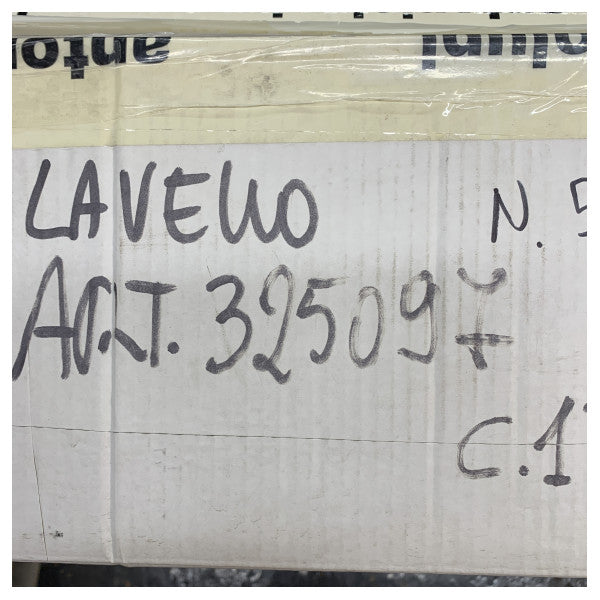 LAVELLO N. 5
ART. 325097
C. 1